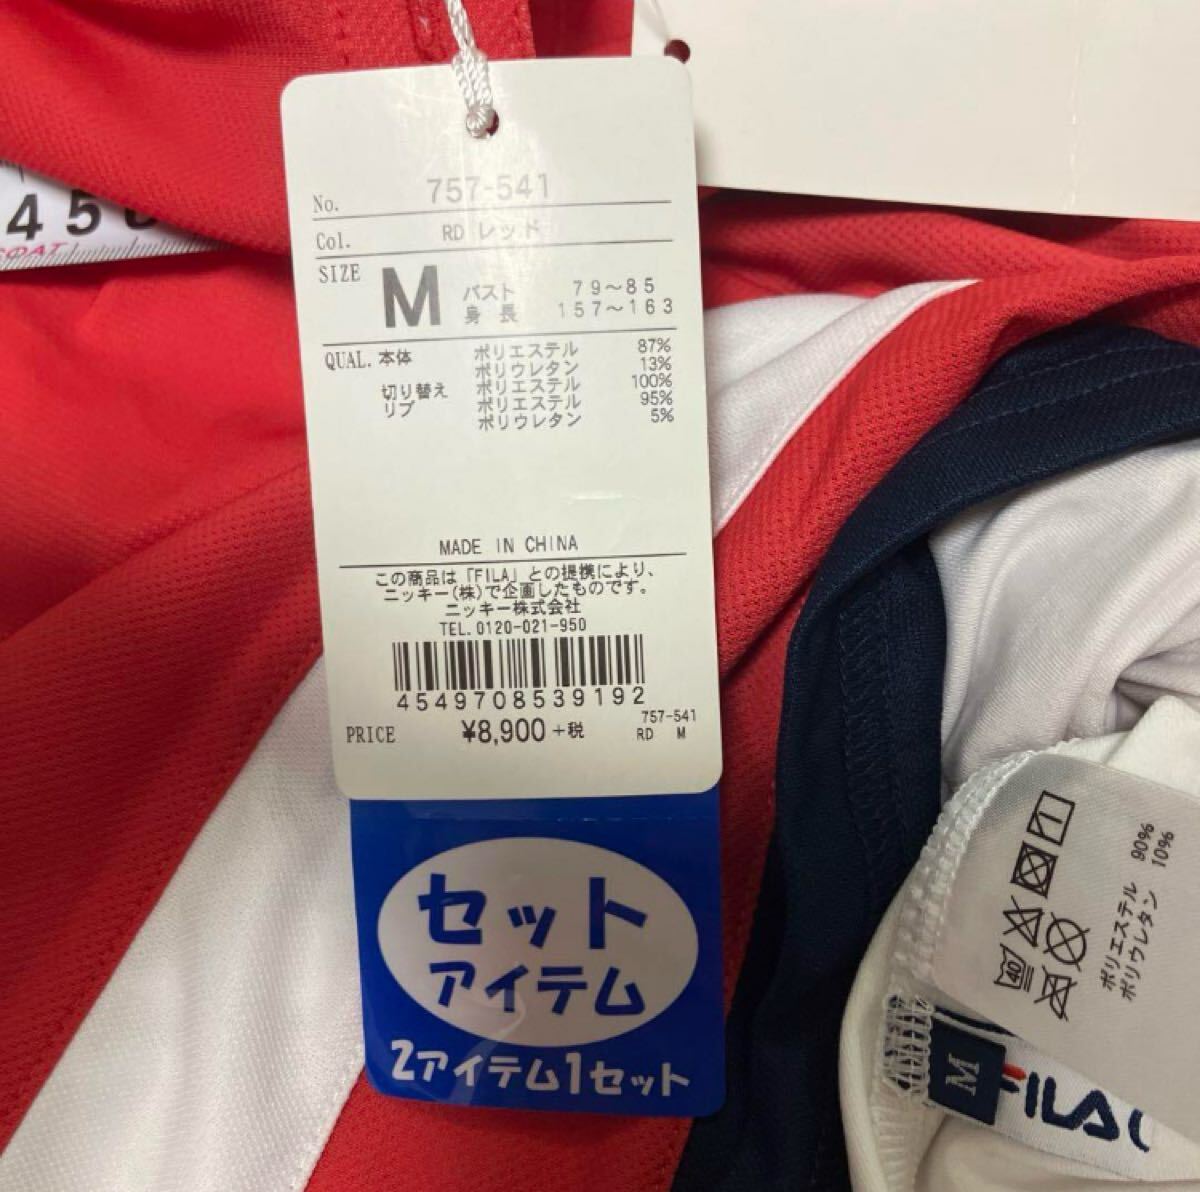 No. 757-541
Col. RD レッド
SIZE M バスト 79～85
身長 157～163
QUAL. 本体 ポリエステル 87%
ポリウレタン 13%
切り替え ポリエステル 100%
リブ ポリエステル 95%
ポリウレタン 5%
MADE IN CHINA
この商品は「FILA」との提携により、
ニッキー(株)で企画したものです。
ニッキー株式会社
TEL. 0120-021-950
4549708539192
757-541
PRICE ¥8,900+税 RD M
セット
アイテム
2アイテム1セット
45
ポリエステル 90%
ポリウレタン 10%
40
M
FILA